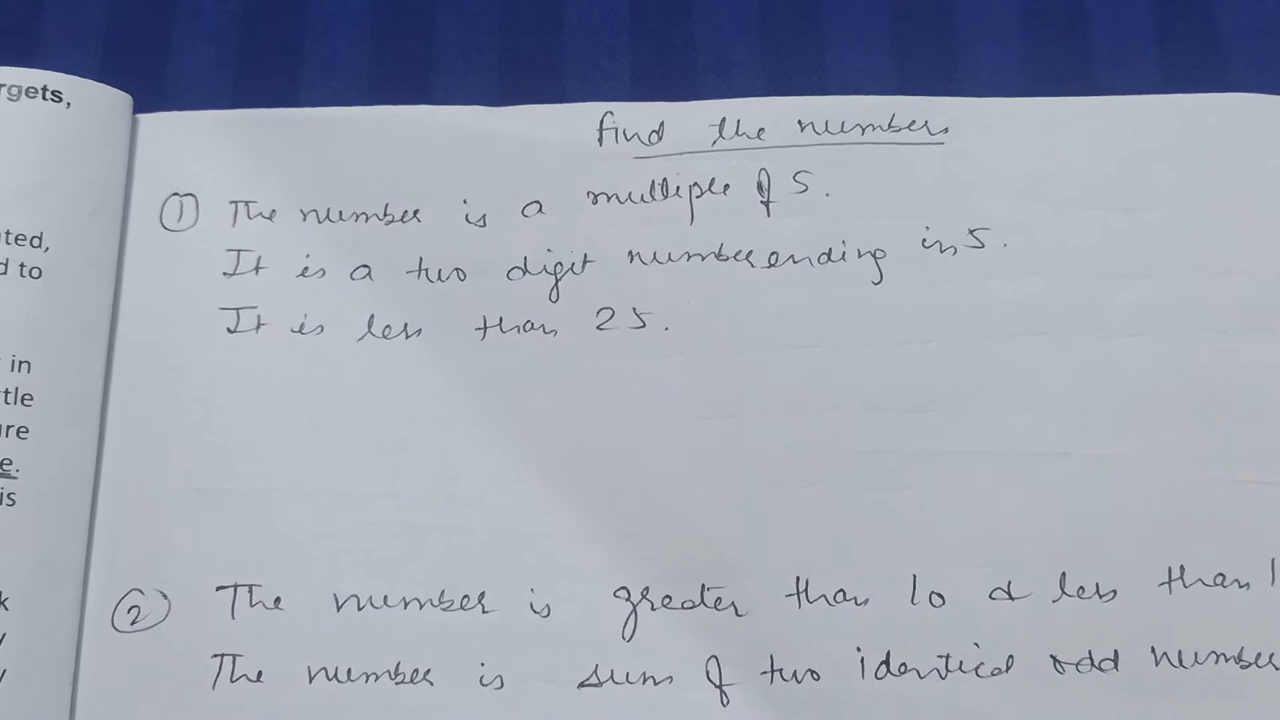 rgets,
ted,
d to
in
tle
ure
e.
is
find the numbers
① The number is a multiple of 5.
It is a two digit number ending in 5.
It is less than 25.
② The number is greater than 10 & less than 1
The number is sum of two identical odd number